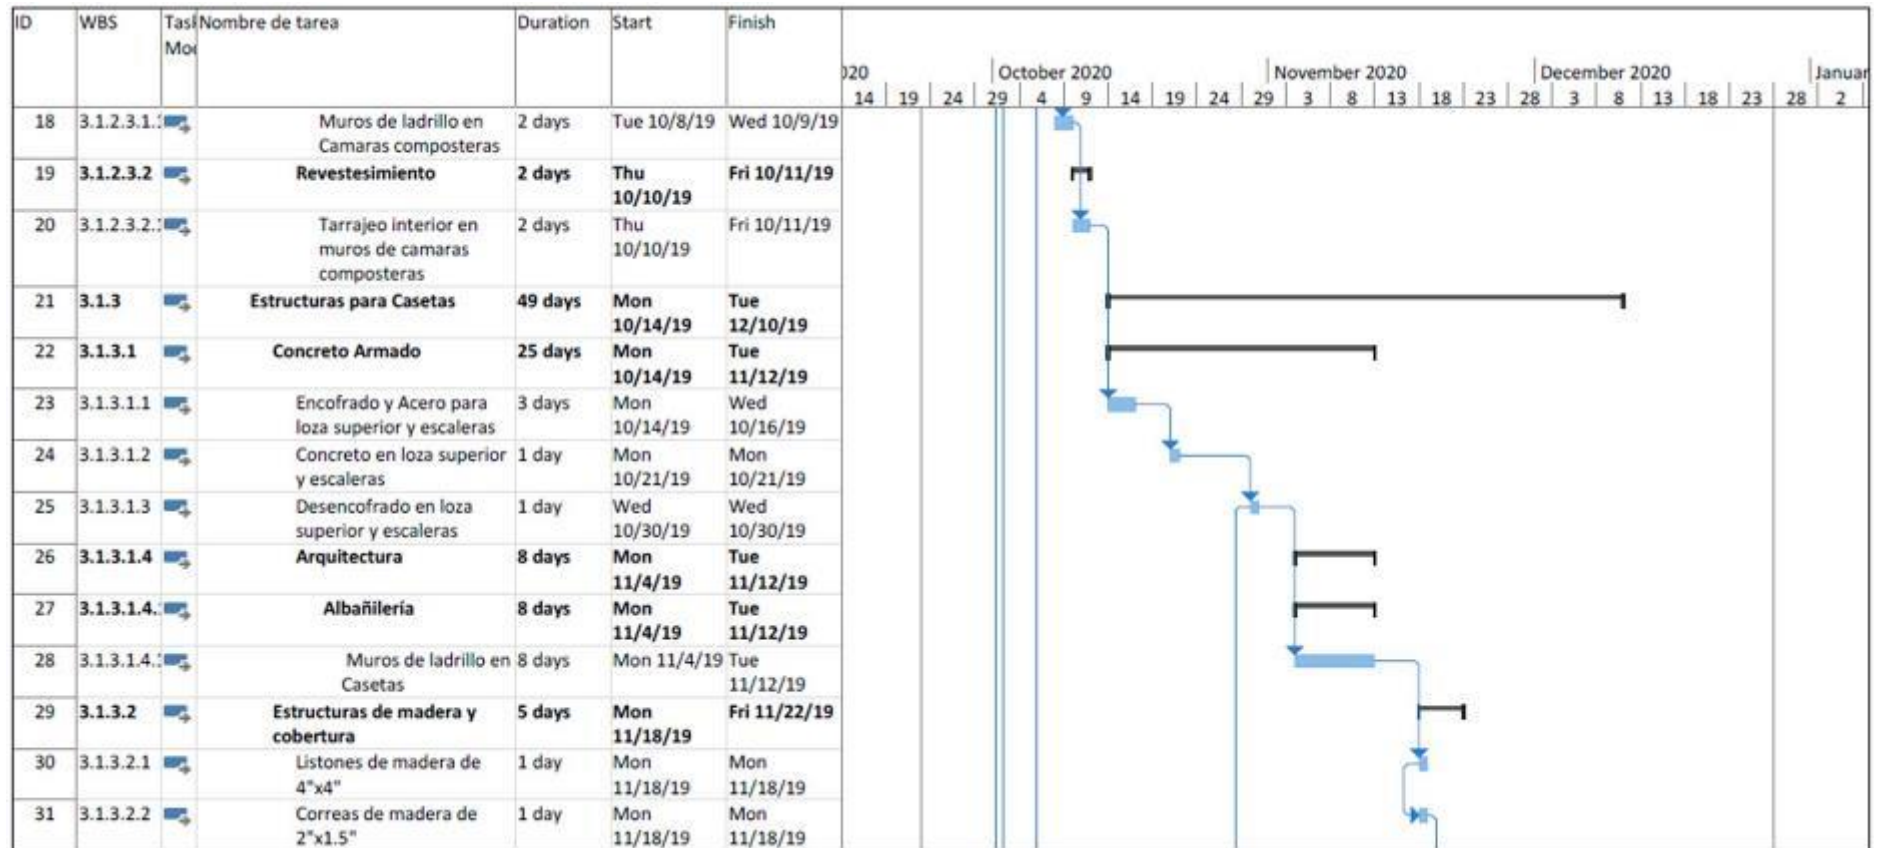 ID WBS Task Nombre de tarea Duration Start Finish
Mod
020 October 2020 November 2020 December 2020 Januar
14 19 24 29 4 9 14 19 24 29 3 8 13 18 23 28 3 8 13 18 23 28 2
18 3.1.2.3.1. Muros de ladrillo en 2 days Tue 10/8/19 Wed 10/9/19
Camaras composteras
19 3.1.2.3.2 Revestesimiento 2 days Thu Fri 10/11/19
10/10/19
20 3.1.2.3.2. Tarrajeo interior en 2 days Thu Fri 10/11/19
muros de camaras 10/10/19
composteras
21 3.1.3 Estructuras para Casetas 49 days Mon Tue
10/14/19 12/10/19
22 3.1.3.1 Concreto Armado 25 days Mon Tue
10/14/19 11/12/19
23 3.1.3.1.1 Encofrado y Acero para 3 days Mon Wed
loza superior y escaleras 10/14/19 10/16/19
24 3.1.3.1.2 Concreto en loza superior 1 day Mon Mon
y escaleras 10/21/19 10/21/19
25 3.1.3.1.3 Desencofrado en loza 1 day Wed Wed
superior y escaleras 10/30/19 10/30/19
26 3.1.3.1.4 Arquitectura 8 days Mon Tue
11/4/19 11/12/19
27 3.1.3.1.4. Albañilería 8 days Mon Tue
11/4/19 11/12/19
28 3.1.3.1.4. Muros de ladrillo en 8 days Mon 11/4/19 Tue
Casetas 11/12/19
29 3.1.3.2 Estructuras de madera y 5 days Mon Fri 11/22/19
cobertura 11/18/19
30 3.1.3.2.1 Listones de madera de 1 day Mon Mon
4"x4" 11/18/19 11/18/19
31 3.1.3.2.2 Correas de madera de 1 day Mon Mon
2"x1.5" 11/18/19 11/18/19